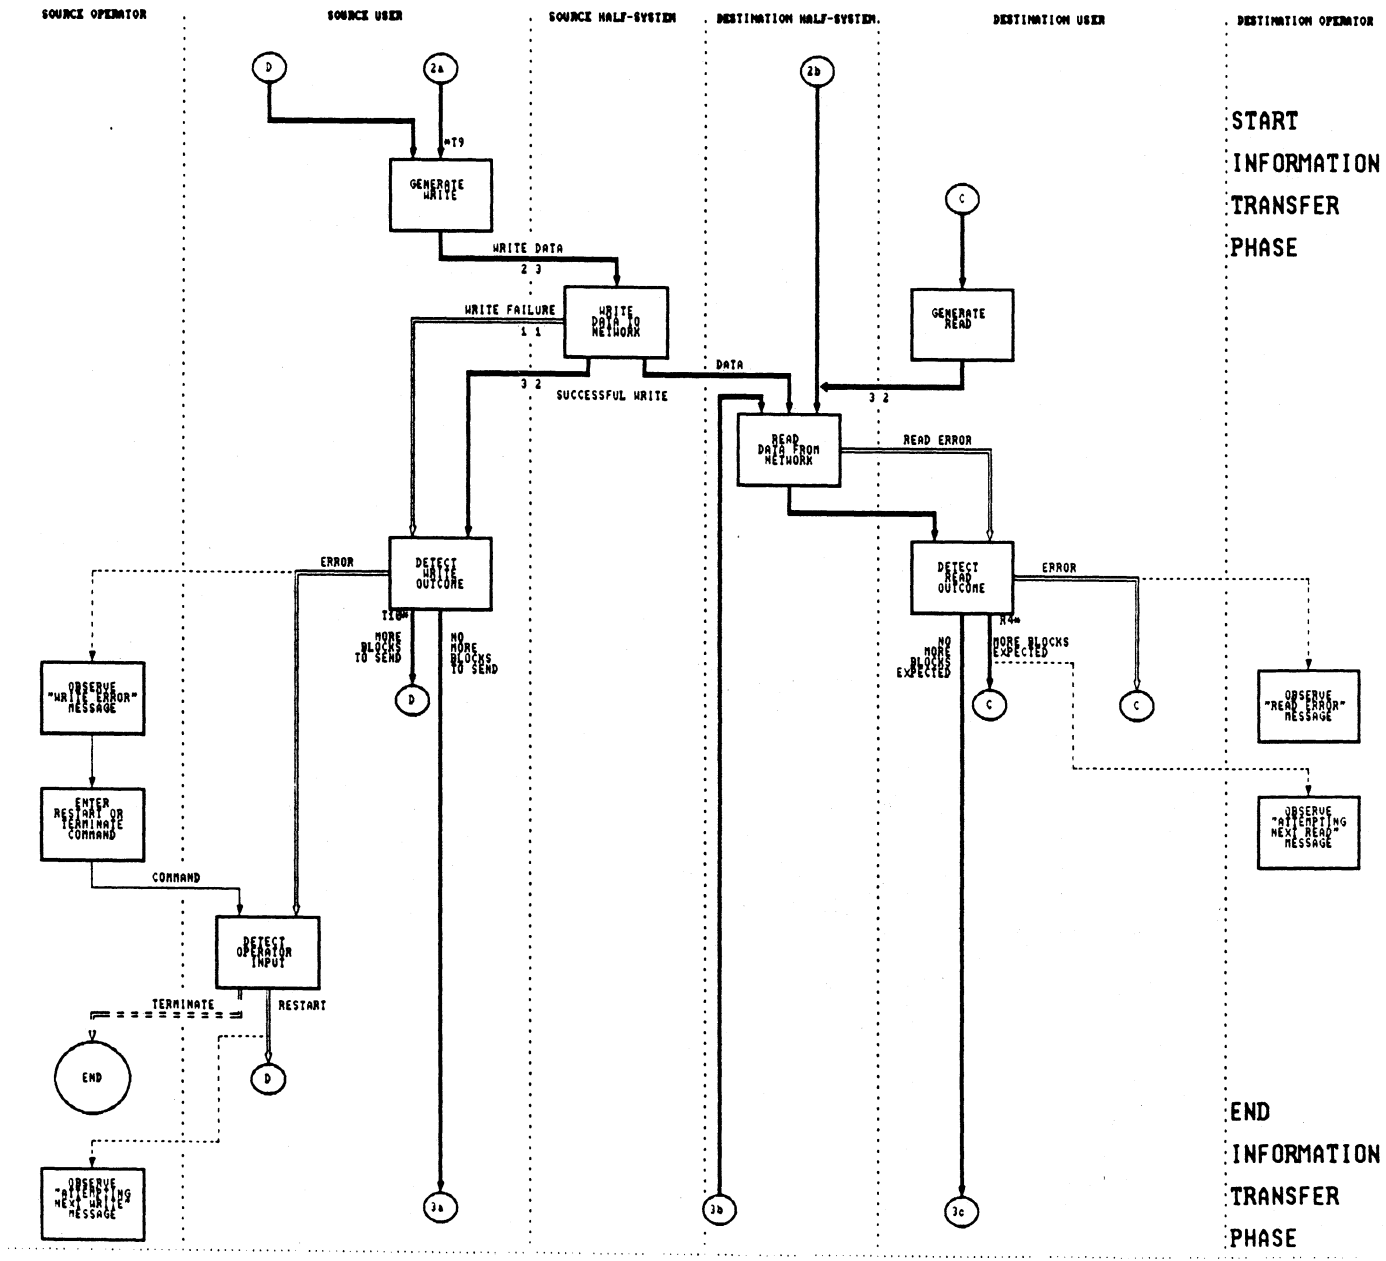 SOURCE OPERATOR
SOURCE USER
SOURCE HALF-SYSTEM
DESTINATION HALF-SYSTEM.
DESTINATION USER
DESTINATION OPERATOR
D
2a
2b
*T9
START
INFORMATION
TRANSFER
PHASE
GENERATE
WRITE
C
WRITE DATA
2 3
WRITE FAILURE
1 1
WRITE
DATA TO
NETWORK
GENERATE
READ
DATA
3 2
SUCCESSFUL WRITE
3 2
READ
DATA FROM
NETWORK
READ ERROR
ERROR
DETECT
WRITE
OUTCOME
DETECT
READ
OUTCOME
ERROR
T10*
MORE
BLOCKS
TO SEND
NO
MORE
BLOCKS
TO SEND
R4*
NO
MORE
BLOCKS
EXPECTED
MORE BLOCKS
EXPECTED
OBSERVE
"WRITE ERROR"
MESSAGE
D
C
C
OBSERVE
"READ ERROR"
MESSAGE
ENTER
RESTART OR
TERMINATE
COMMAND
OBSERVE
"ATTEMPTING
NEXT READ"
MESSAGE
COMMAND
DETECT
OPERATOR
INPUT
TERMINATE
RESTART
END
D
END
INFORMATION
TRANSFER
PHASE
OBSERVE
"ATTEMPTING
NEXT WRITE"
MESSAGE
3a
3b
3c